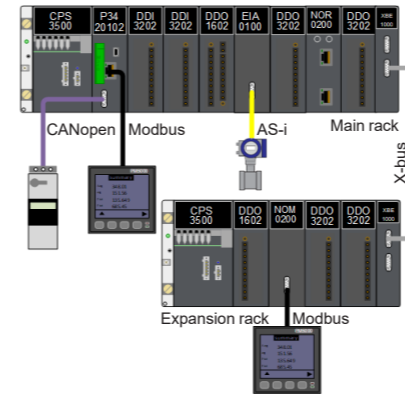 CPS 3500
P34 20102
DDI 3202
DDI 3202
DDO 1602
EIA 0100
DDO 3202
NOR 0200
DDO 3202
XBE 1000
CANopen
Modbus
AS-i
Main rack
X-bus
CPS 3500
DDO 1602
NOM 0200
DDO 3202
DDO 3202
XBE 1000
Expansion rack
Modbus